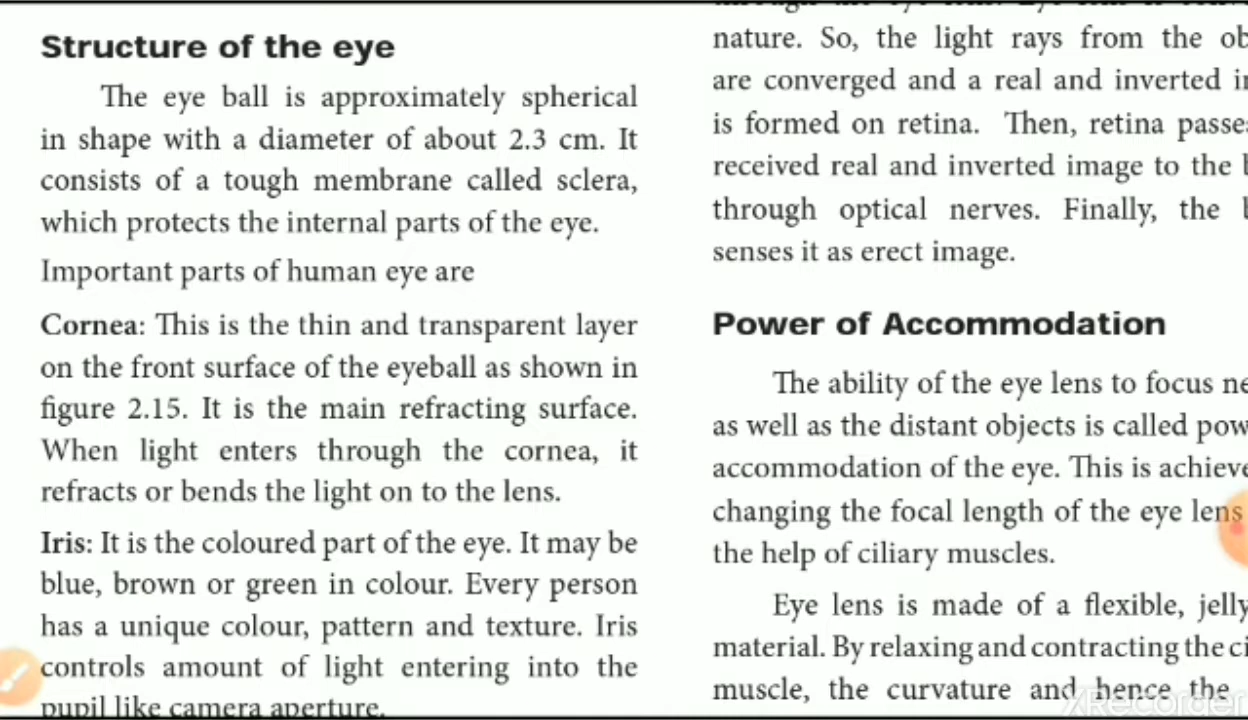 Structure of the eye
The eye ball is approximately spherical
in shape with a diameter of about 2.3 cm. It
consists of a tough membrane called sclera,
which protects the internal parts of the eye.
Important parts of human eye are
Cornea: This is the thin and transparent layer
on the front surface of the eyeball as shown in
figure 2.15. It is the main refracting surface.
When light enters through the cornea, it
refracts or bends the light on to the lens.
Iris: It is the coloured part of the eye. It may be
blue, brown or green in colour. Every person
has a unique colour, pattern and texture. Iris
controls amount of light entering into the
pupil like camera aperture.
nature. So, the light rays from the
are converged and a real and inverted
is formed on retina. Then, retina
received real and inverted image to the
through optical nerves. Finally, the
senses it as erect image.
Power of Accommodation
The ability of the eye lens to focus
as well as the distant objects is called
accommodation of the eye. This is
changing the focal length of the eye lens
the help of ciliary muscles.
Eye lens is made of a flexible,
material. By relaxing and contracting the
muscle, the curvature and hence the
XRecorder